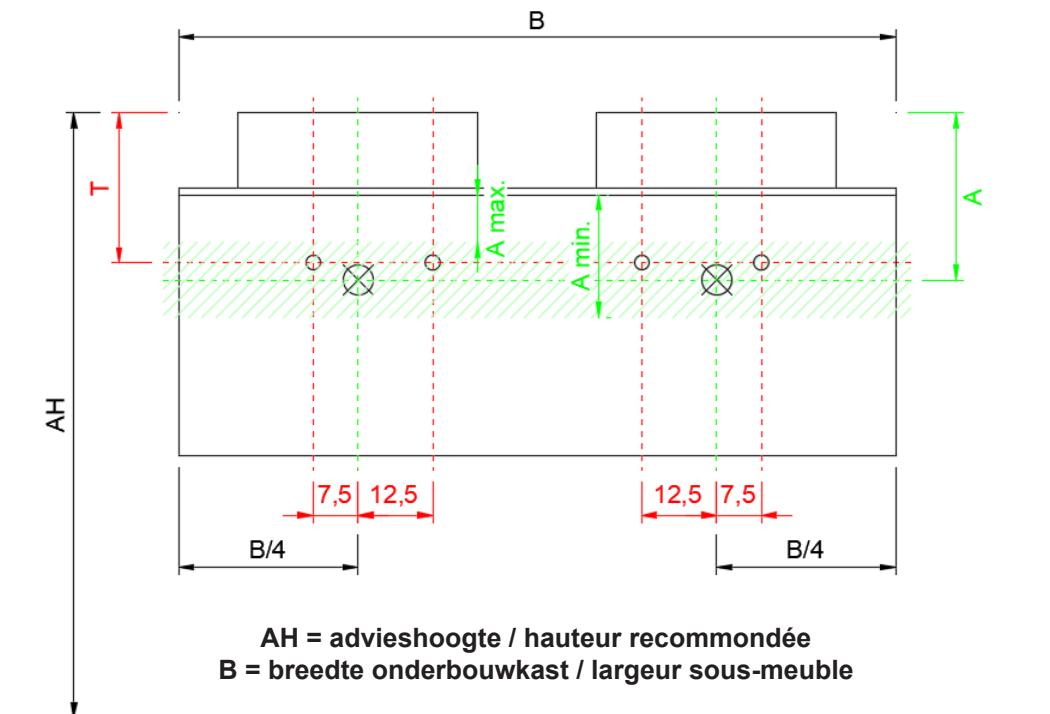 B
T
A max.
A min.
A
AH
7,5 12,5 12,5 7,5
B/4 B/4
AH = advieshoogte / hauteur recommondée
B = breedte onderbouwkast / largeur sous-meuble